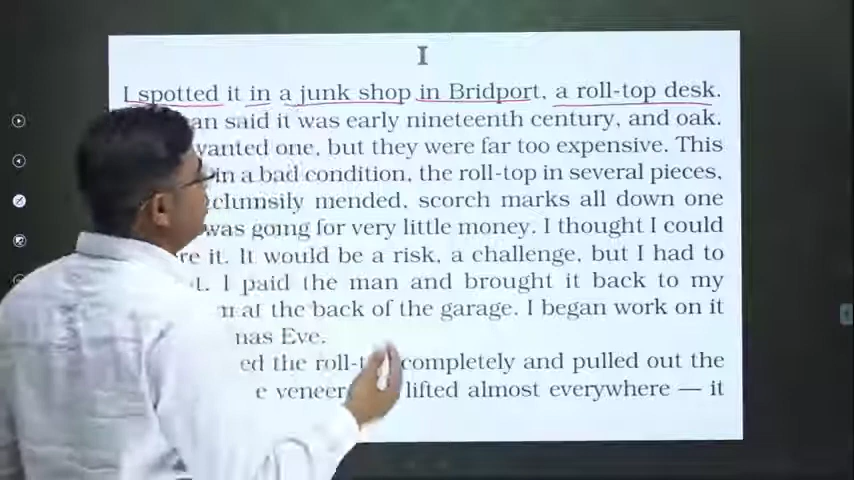 I
I spotted it in a junk shop in Bridport, a roll-top desk.
an said it was early nineteenth century, and oak.
wanted one, but they were far too expensive. This
in a bad condition, the roll-top in several pieces,
clumsily mended, scorch marks all down one
was going for very little money. I thought I could
re it. It would be a risk, a challenge, but I had to
t. I paid the man and brought it back to my
m at the back of the garage. I began work on it
mas Eve.
ed the roll-t completely and pulled out the
e veneer lifted almost everywhere — it